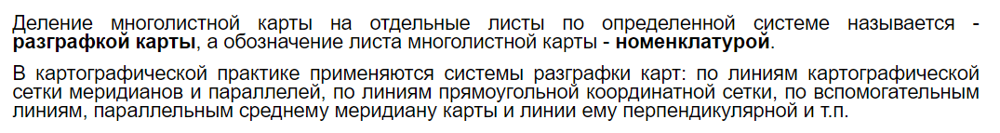 Деление многолистной карты на отдельные листы по определенной системе называется -
разграфкой карты, а обозначение листа многолистной карты - номенклатурой.
В картографической практике применяются системы разграфки карт: по линиям картографической
сетки меридианов и параллелей, по линиям прямоугольной координатной сетки, по вспомогательным
линиям, параллельным среднему меридиану карты и линии ему перпендикулярной и т.п.